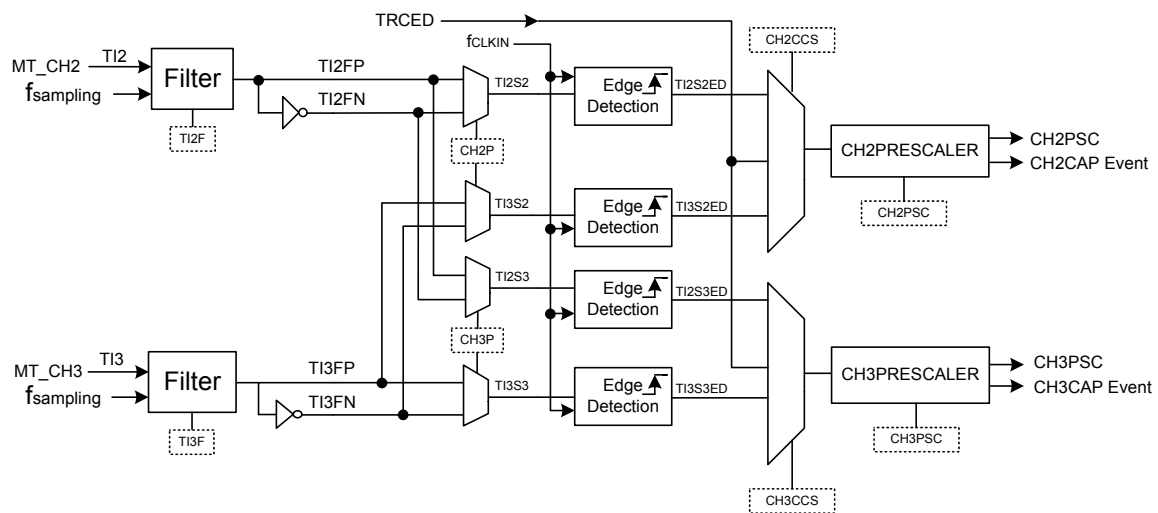 TRCED
fCLKIN
CH2CCS
MT_CH2
TI2
fsampling
Filter
TI2F
TI2FP
TI2FN
TI2S2
CH2P
Edge
Detection
TI2S2ED
CH2PRESCALER
CH2PSC
CH2CAP Event
CH2PSC
TI3S2
Edge
Detection
TI3S2ED
TI2S3
CH3P
Edge
Detection
TI2S3ED
MT_CH3
TI3
fsampling
Filter
TI3F
TI3FP
TI3FN
TI3S3
Edge
Detection
TI3S3ED
CH3PRESCALER
CH3PSC
CH3CAP Event
CH3PSC
CH3CCS